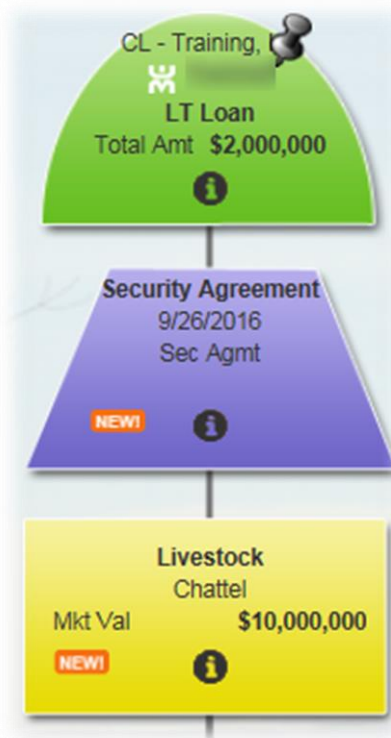 CL - Training,
LT Loan
Total Amt $2,000,000
Security Agreement
9/26/2016
Sec Agmt
NEW!
Livestock
Chattel
Mkt Val $10,000,000
NEW!